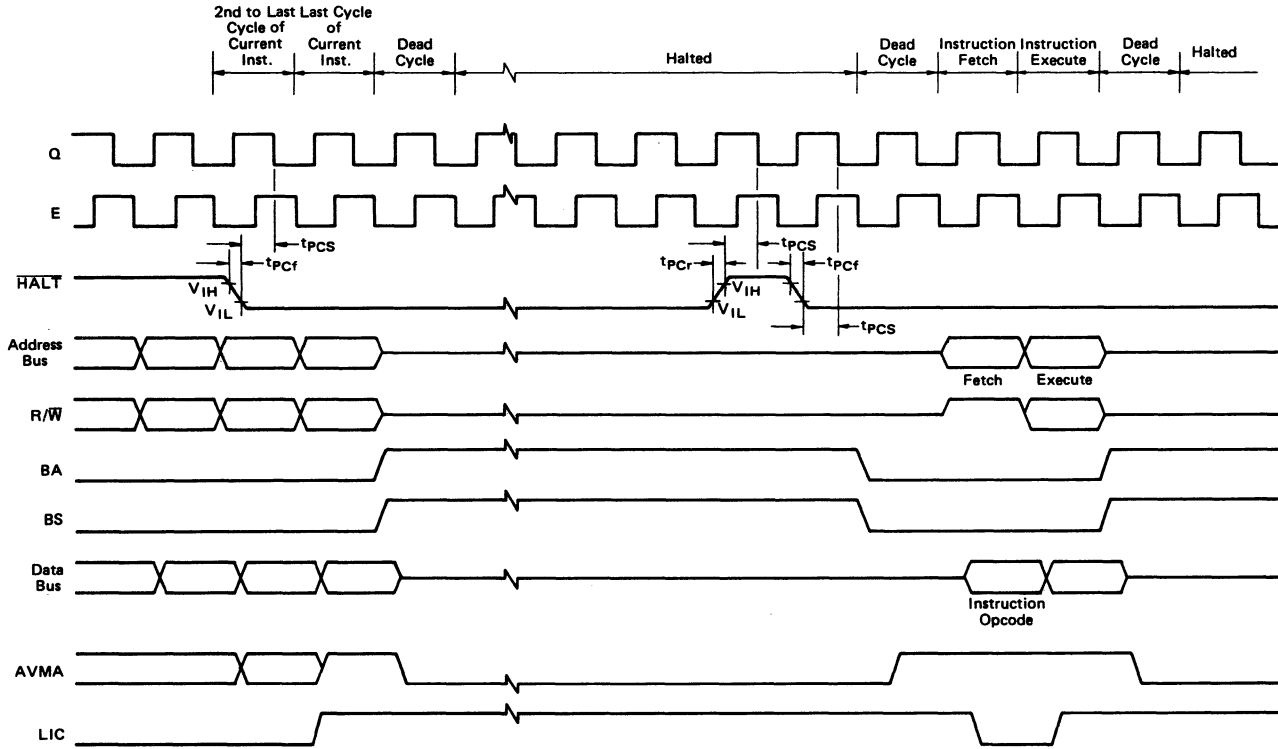 2nd to Last Last Cycle
Cycle of of
Current Current
Inst. Inst.
Dead
Cycle
Halted
Dead
Cycle
Instruction
Fetch
Instruction
Execute
Dead
Cycle
Halted
Q
E
tPCS
tPCf
tPCr
tPCS
tPCf
HALT
VIH
VIL
VIH
VIL
tPCS
Address
Bus
Fetch
Execute
R/W
BA
BS
Data
Bus
Instruction
Opcode
AVMA
LIC